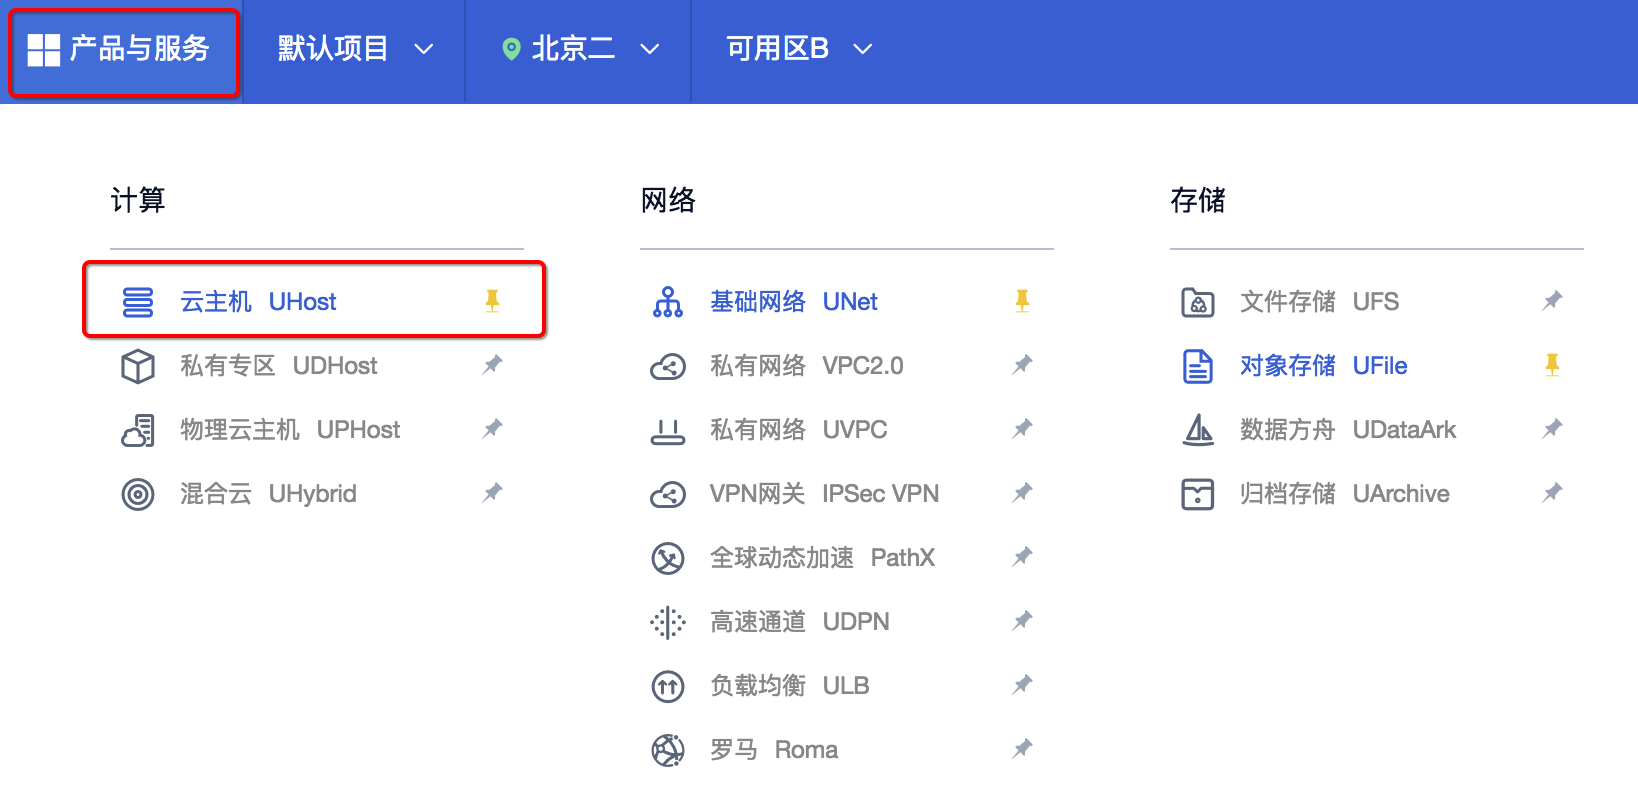 产品与服务 默认项目 北京二 可用区B
计算
云主机 UHost
私有专区 UDHost
物理云主机 UPHost
混合云 UHybrid
网络
基础网络 UNet
私有网络 VPC2.0
私有网络 UVPC
VPN网关 IPSec VPN
全球动态加速 PathX
高速通道 UDPN
负载均衡 ULB
罗马 Roma
存储
文件存储 UFS
对象存储 UFile
数据方舟 UDataArk
归档存储 UArchive